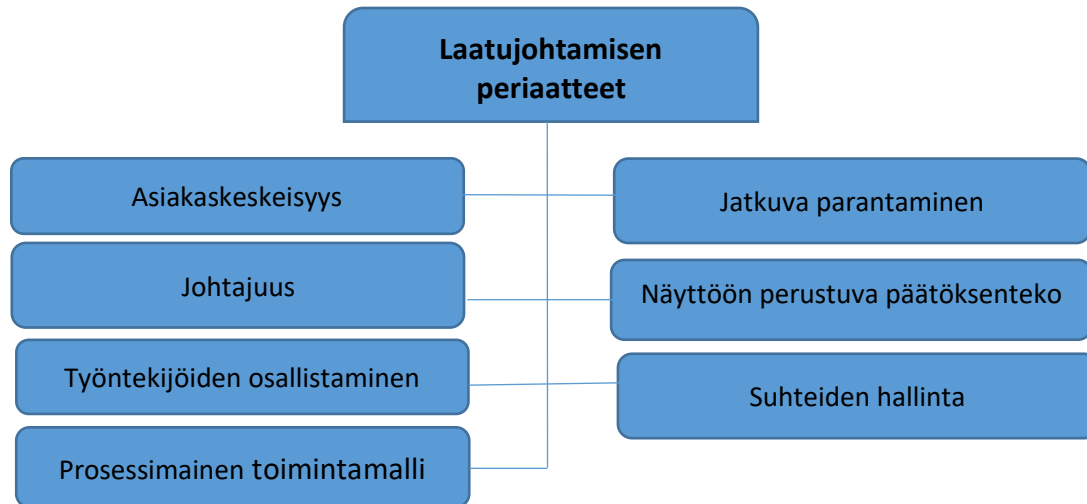 Laatujohtamisen
periaatteet
Asiakaskeskeisyys
Johtajuus
Työntekijöiden osallistaminen
Prosessimainen toimintamalli
Jatkuva parantaminen
Näyttöön perustuva päätöksenteko
Suhteiden hallinta